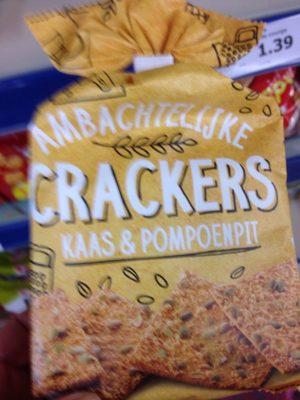 1.39
AMBACHTELIJKE
CRACKERS
KAAS & POMPOENPIT